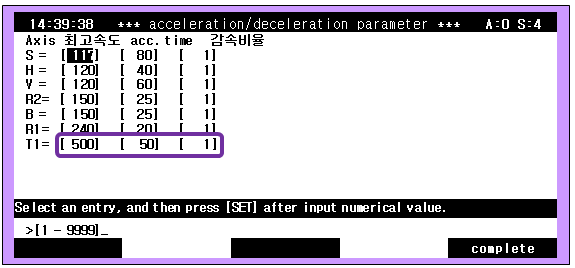 14:39:38 *** acceleration/deceleration parameter *** A:0 S:4
Axis 최고속도 acc.time 감속비율
S = [ 117] [ 80] [ 1]
H = [ 120] [ 40] [ 1]
V = [ 120] [ 60] [ 1]
R2= [ 150] [ 25] [ 1]
B = [ 150] [ 25] [ 1]
R1= [ 240] [ 20] [ 1]
T1= [ 500] [ 50] [ 1]
Select an entry, and then press [SET] after input numerical value.
>[1 - 9999]_
complete